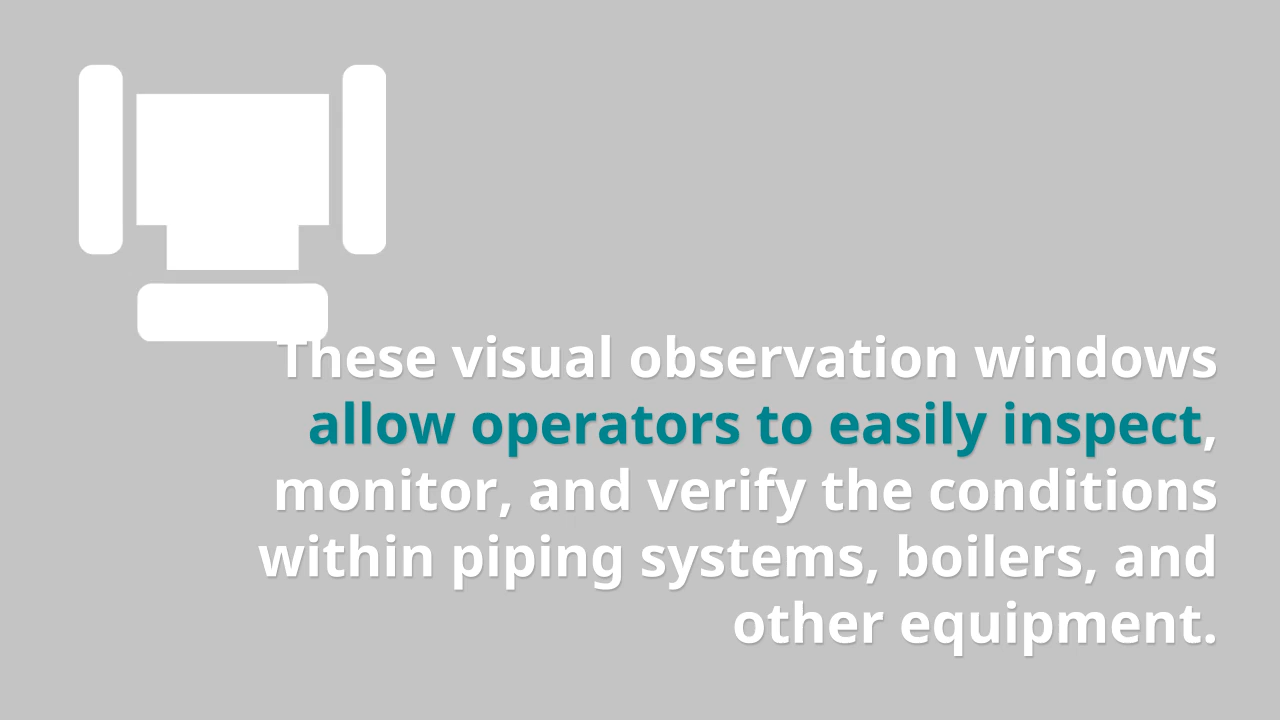 These visual observation windows
allow operators to easily inspect,
monitor, and verify the conditions
within piping systems, boilers, and
other equipment.